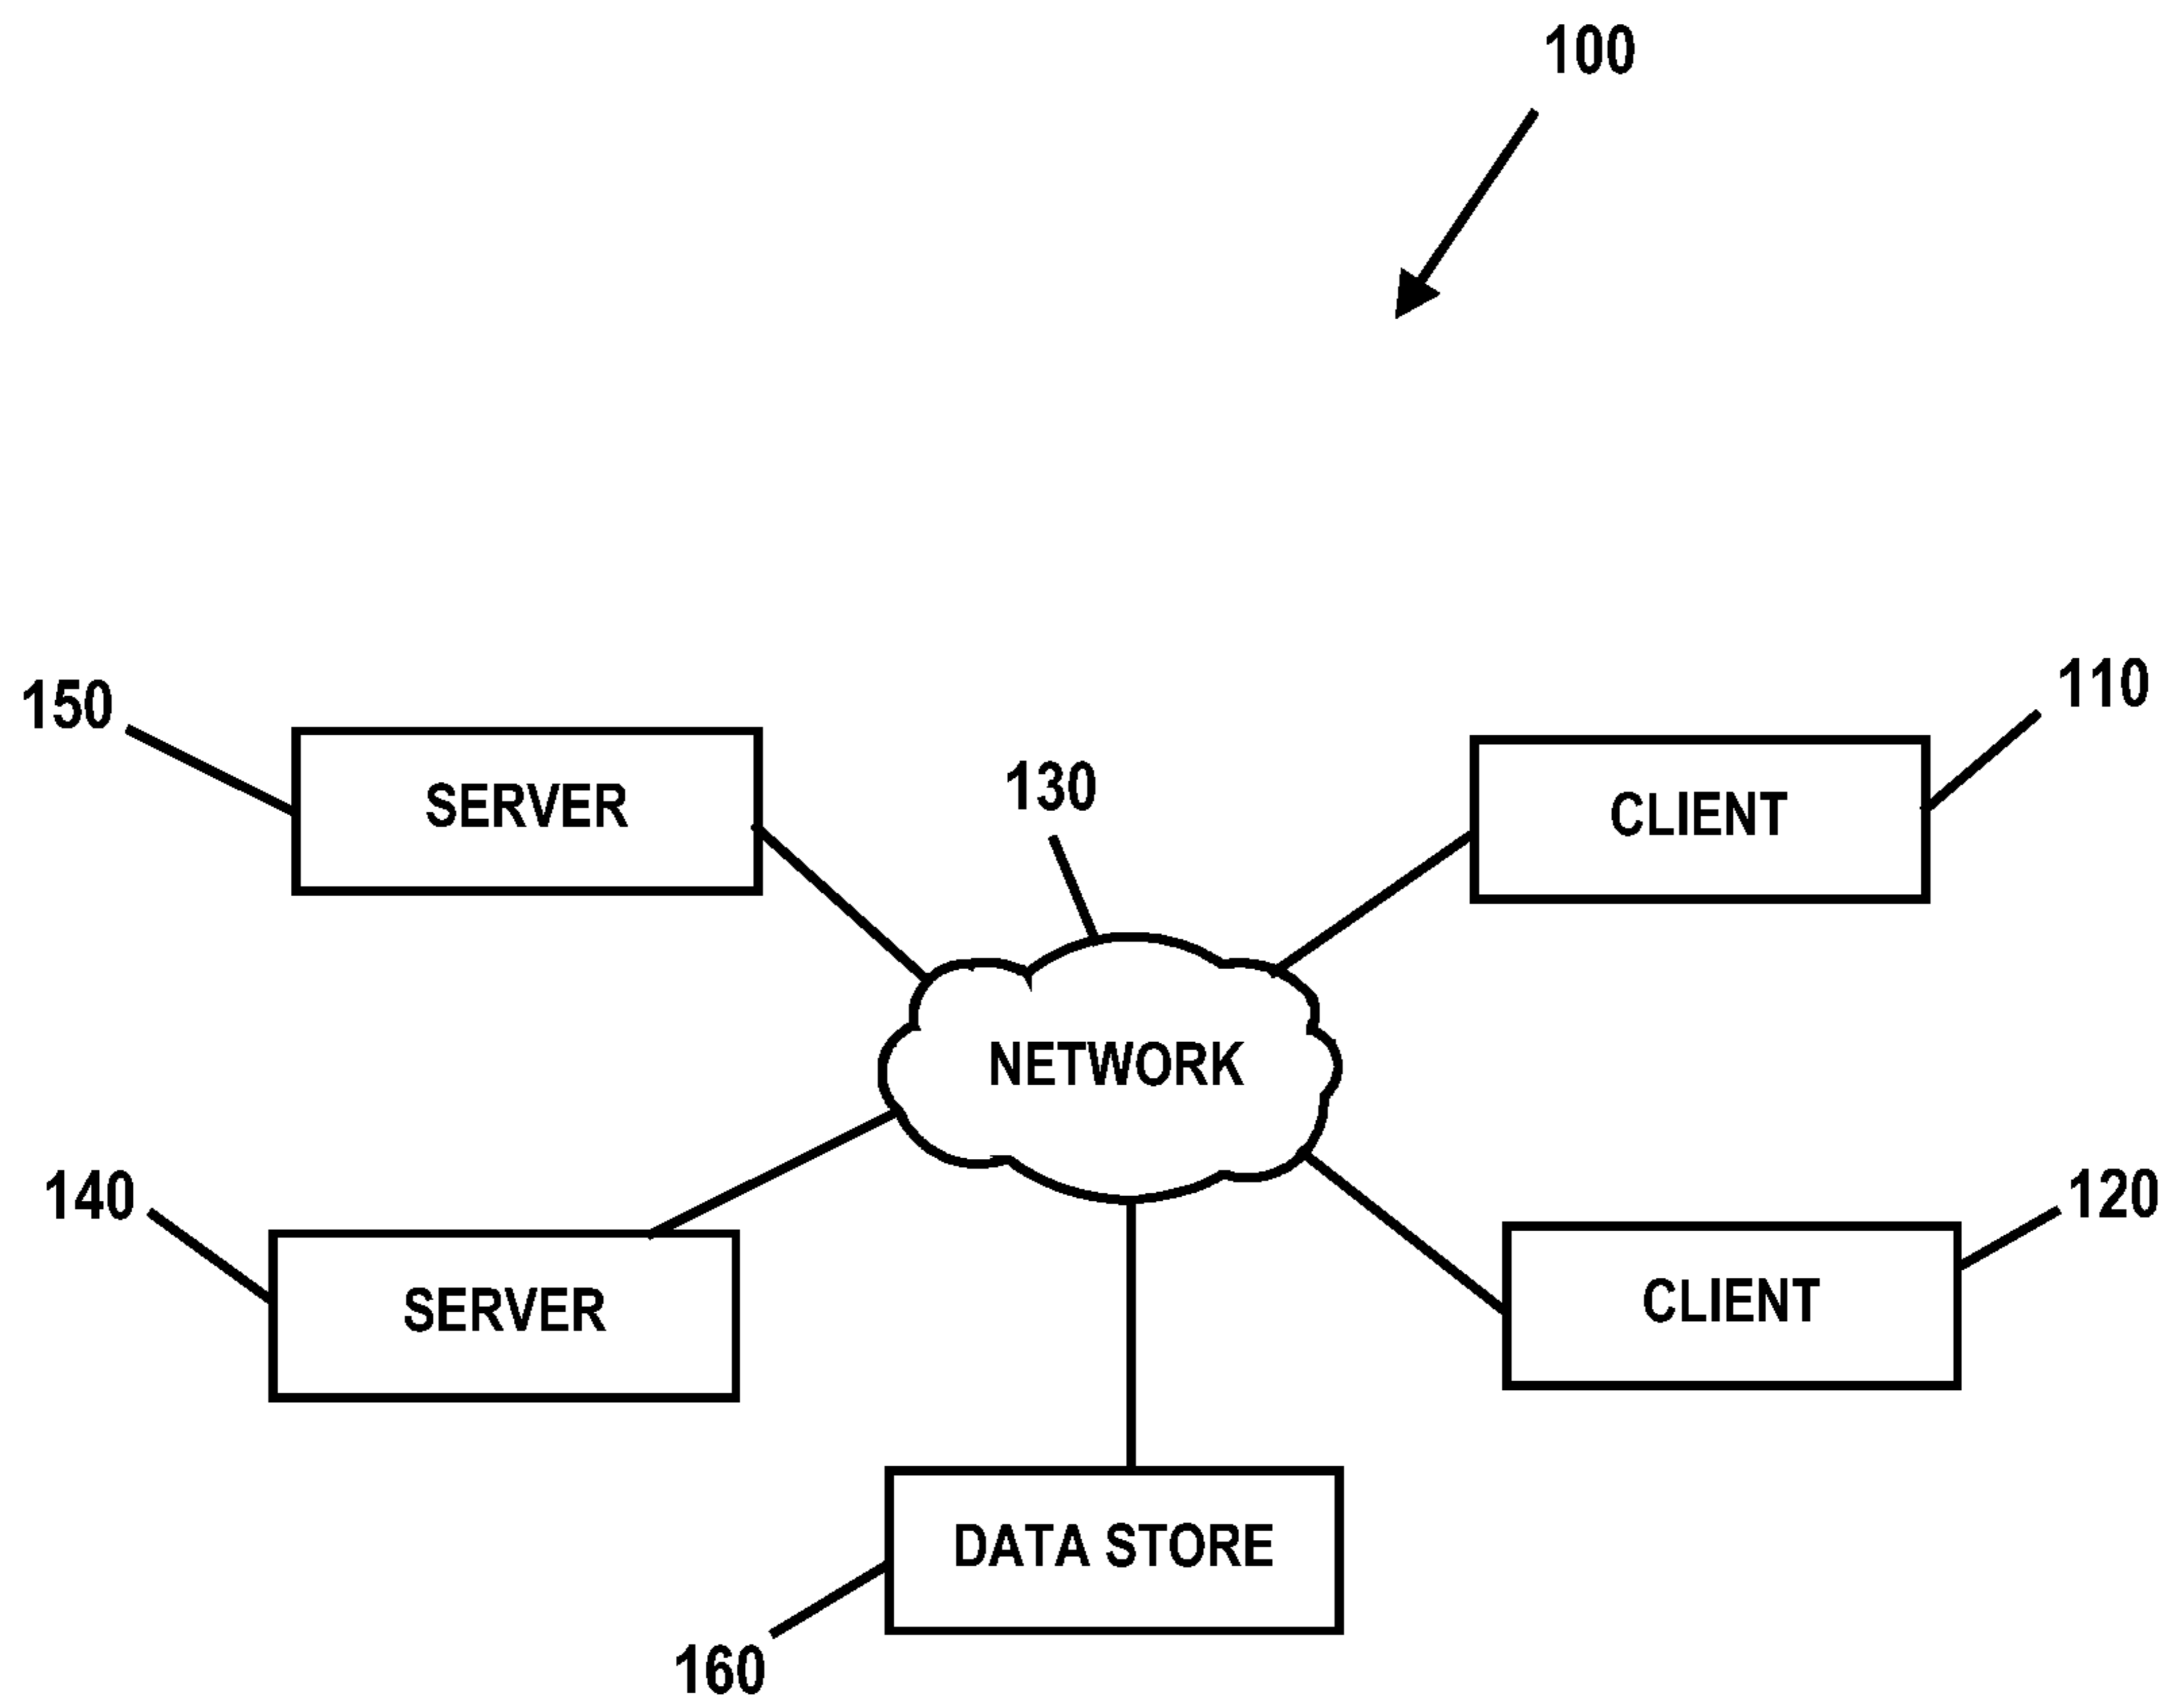 100
150
110
SERVER
130
CLIENT
NETWORK
140
120
SERVER
CLIENT
DATA STORE
160